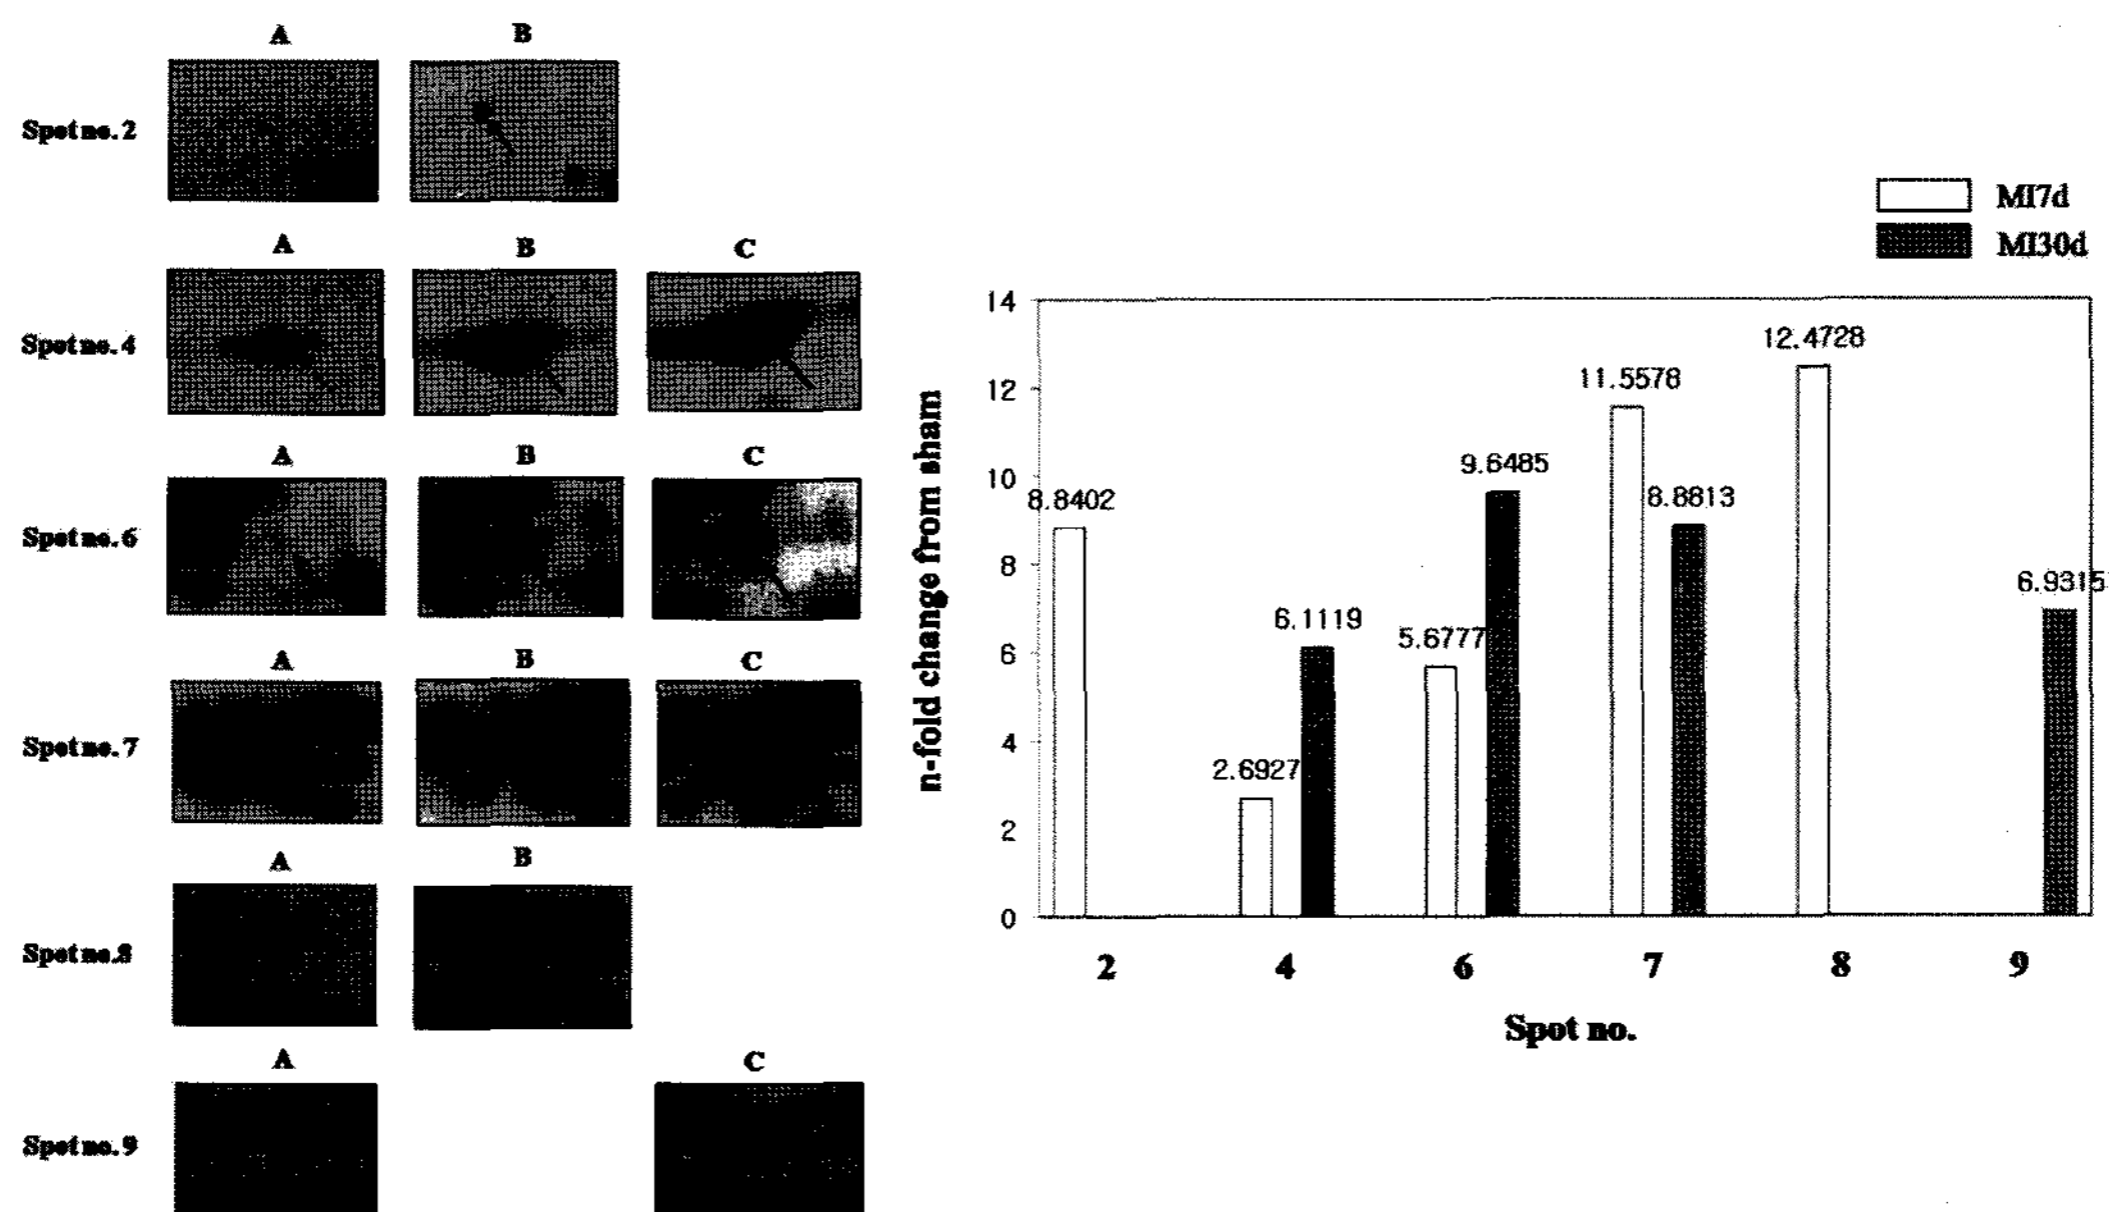 A B
Spot no. 2
A B C
Spot no. 4
A B C
Spot no. 6
A B C
Spot no. 7
A B
Spot no.8
A C
Spot no. 9
MI7d
MI30d
n-fold change from sham
14
12
10
8
6
4
2
0
8.8402
2.6927
6.1119
5.6777
9.6485
11.5578
8.8813
12.4728
6.9315
2 4 6 7 8 9
Spot no.